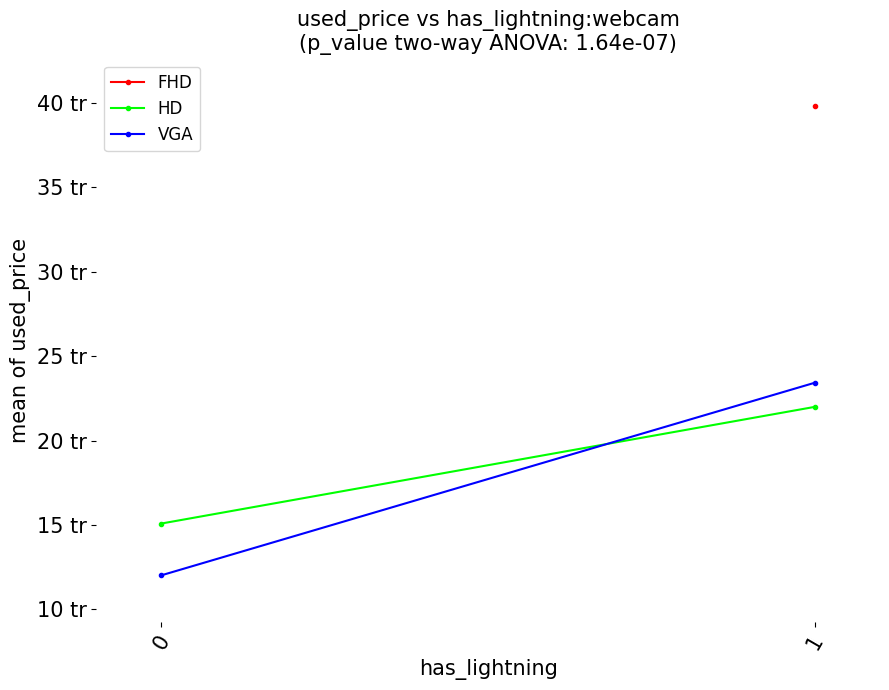 used_price vs has_lightning:webcam
(p_value two-way ANOVA: 1.64e-07)
FHD
HD
VGA
40 tr
35 tr
30 tr
25 tr
20 tr
15 tr
10 tr
mean of used_price
0
1
has_lightning